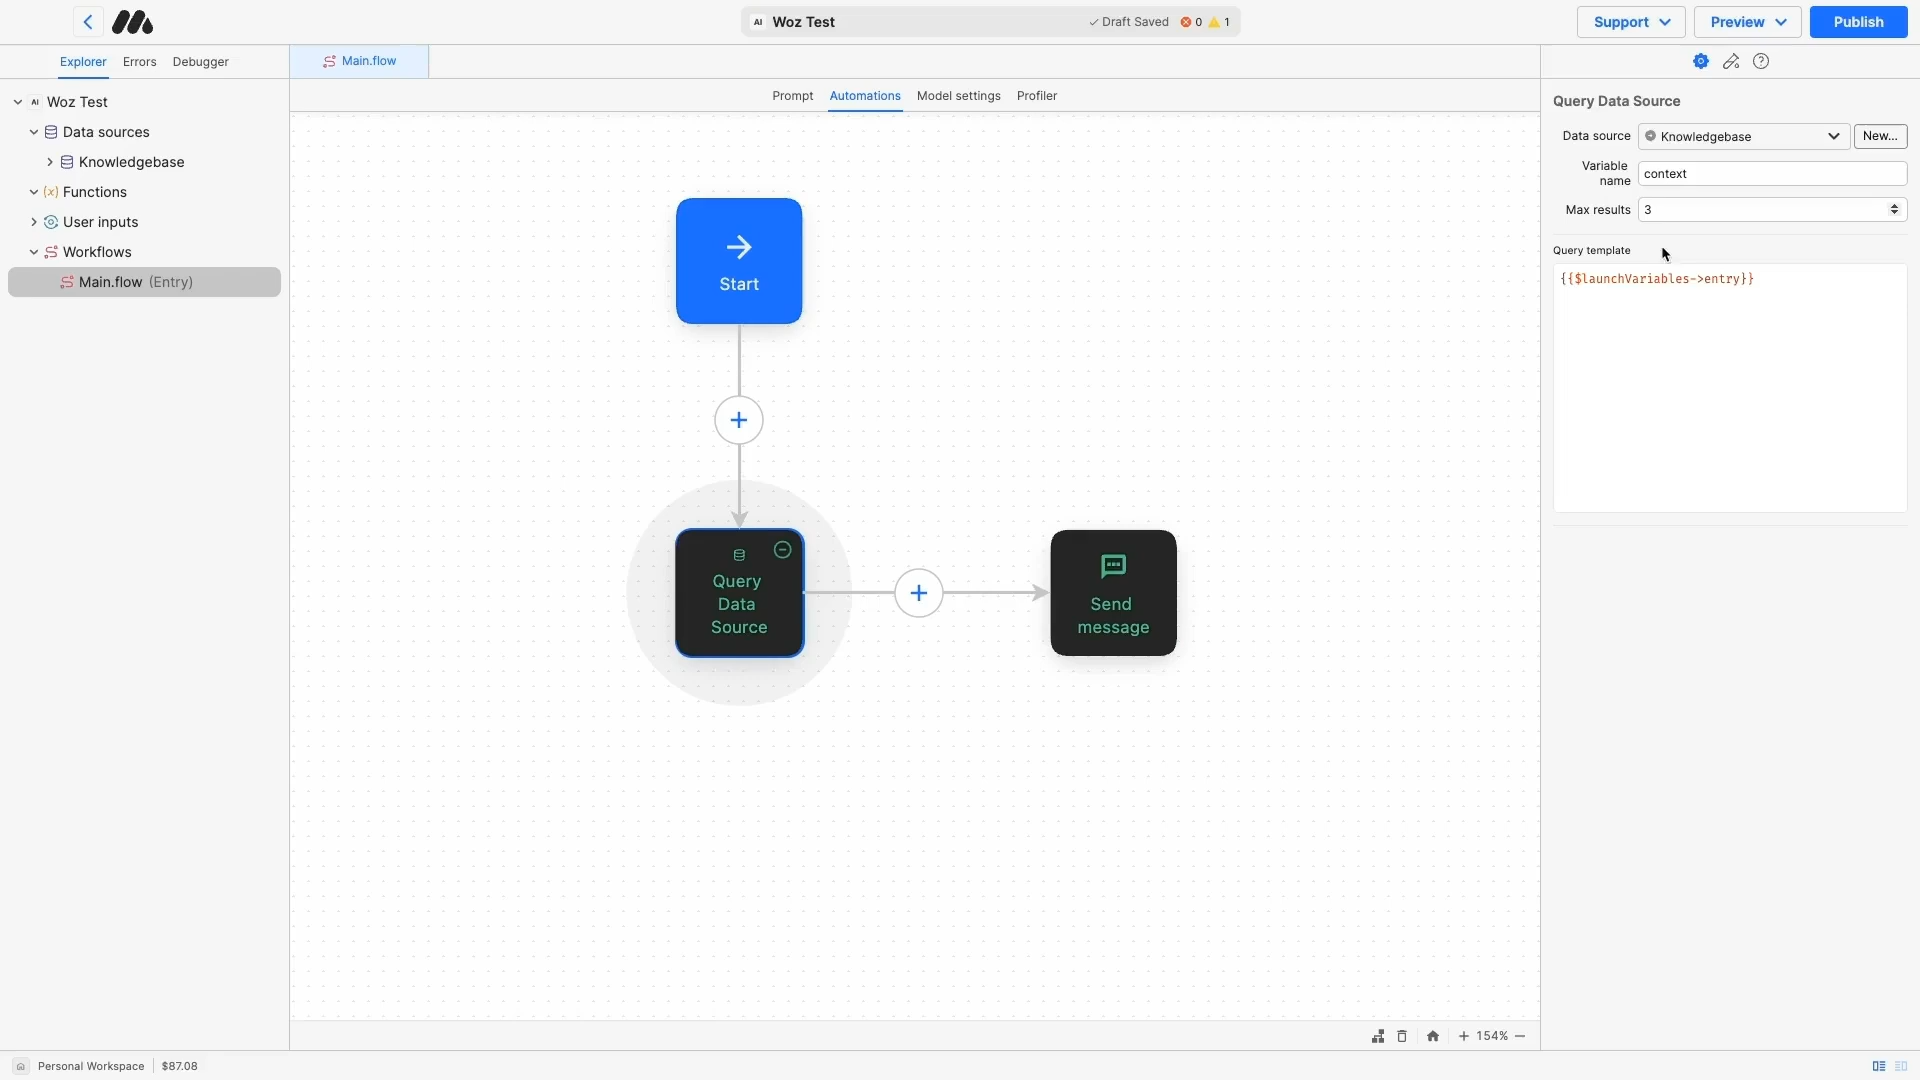 AI Woz Test
Draft Saved 0 1
Support
Preview
Publish
Explorer Errors Debugger
Main.flow
AI Woz Test
Data sources
Knowledgebase
(x) Functions
User inputs
Workflows
Main.flow (Entry)
Prompt Automations Model settings Profiler
Start
Query
Data
Source
Send
message
Query Data Source
Data source Knowledgebase New...
Variable
name context
Max results 3
Query template
{{$launchVariables->entry}}
154%
Personal Workspace $87.08